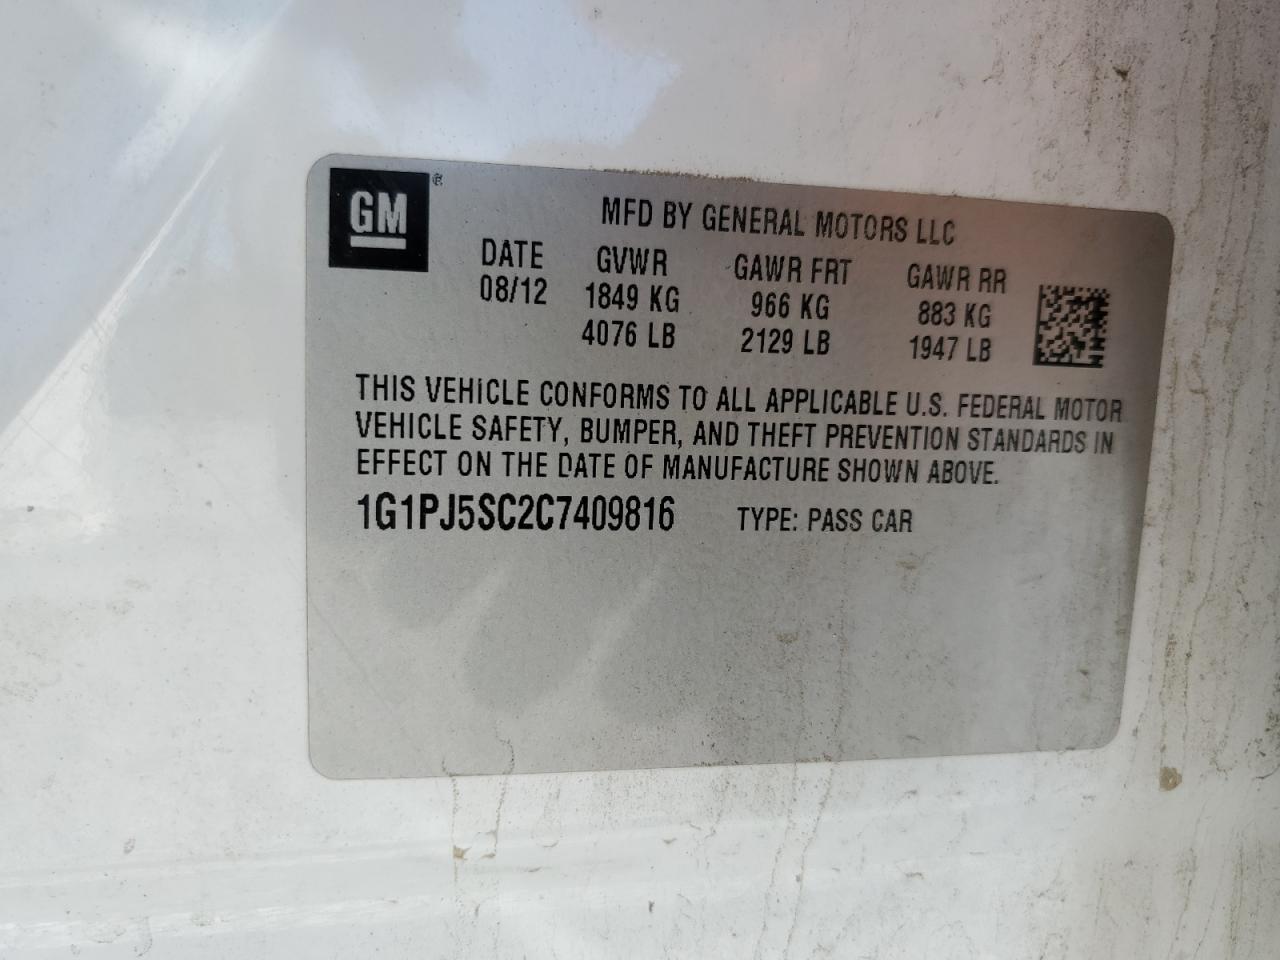 GM
MFD BY GENERAL MOTORS LLC
DATE GVWR GAWR FRT GAWR RR
08/12 1849 KG 966 KG 883 KG
4076 LB 2129 LB 1947 LB
THIS VEHICLE CONFORMS TO ALL APPLICABLE U.S. FEDERAL MOTOR
VEHICLE SAFETY, BUMPER, AND THEFT PREVENTION STANDARDS IN
EFFECT ON THE DATE OF MANUFACTURE SHOWN ABOVE.
1G1PJ5SC2C7409816 TYPE: PASS CAR